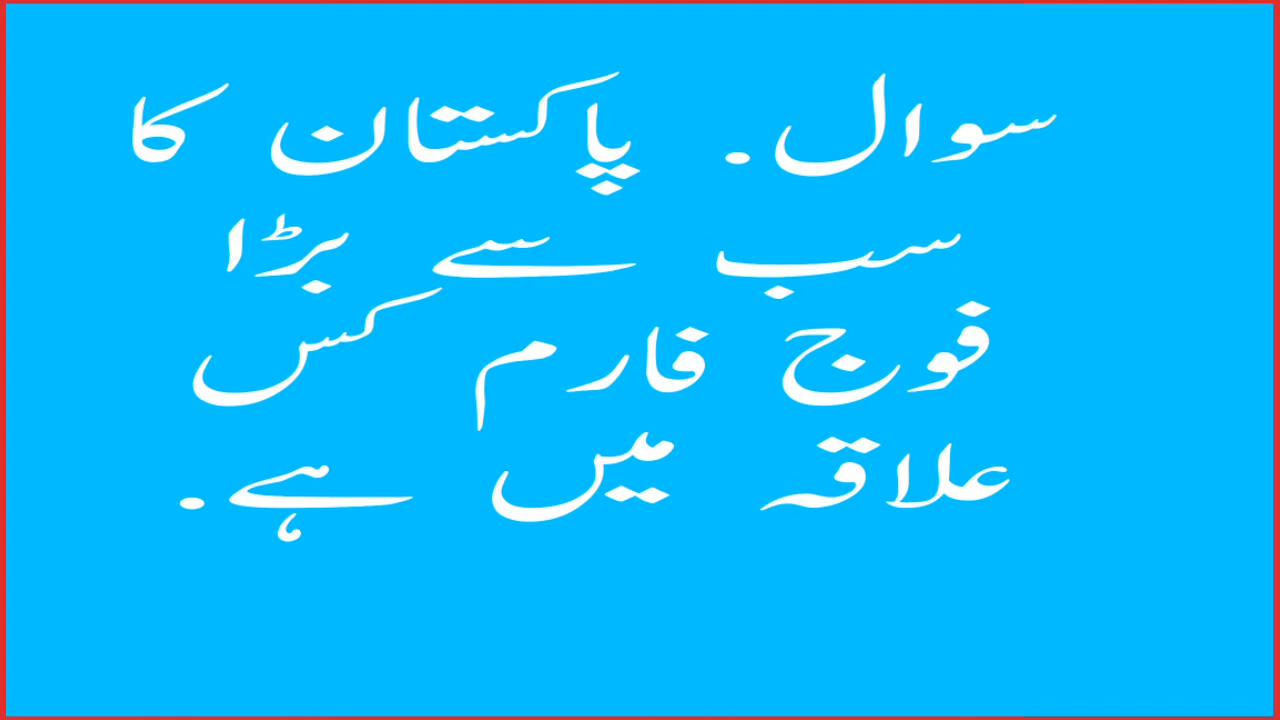 سوال. پاکستان کا
سب سے بڑا
فوج فارم کس
علاقہ میں ہے.